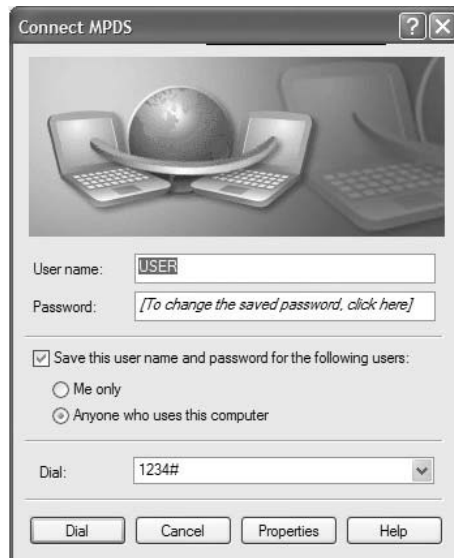 Connect MPDS
User name: USER
Password: [To change the saved password, click here]
Save this user name and password for the following users:
Me only
Anyone who uses this computer
Dial: 1234#
Dial Cancel Properties Help